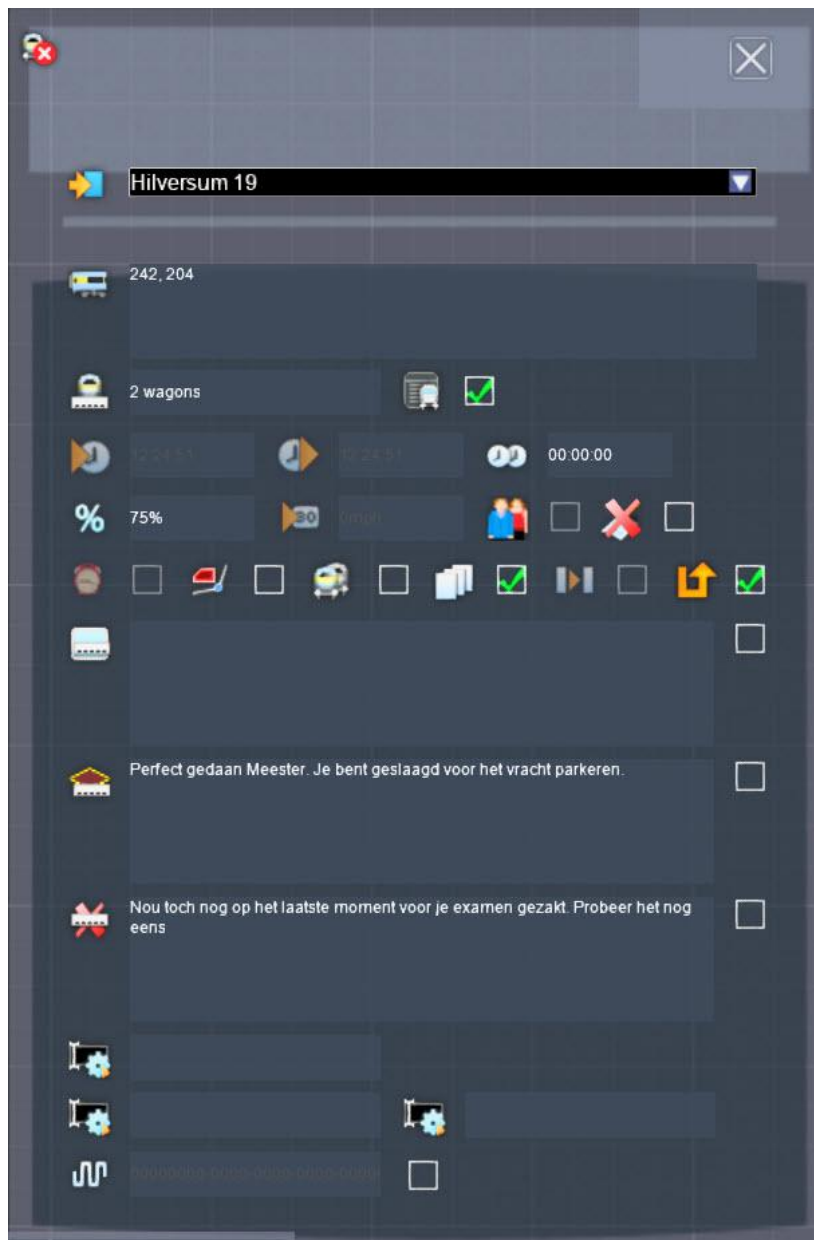 Hilversum 19
242, 204
2 wagons
00:00:00
% 75% 80
Perfect gedaan Meester. Je bent geslaagd voor het vracht parkeren.
Nou toch nog op het laatste moment voor je examen gezakt. Probeer het nog
eens